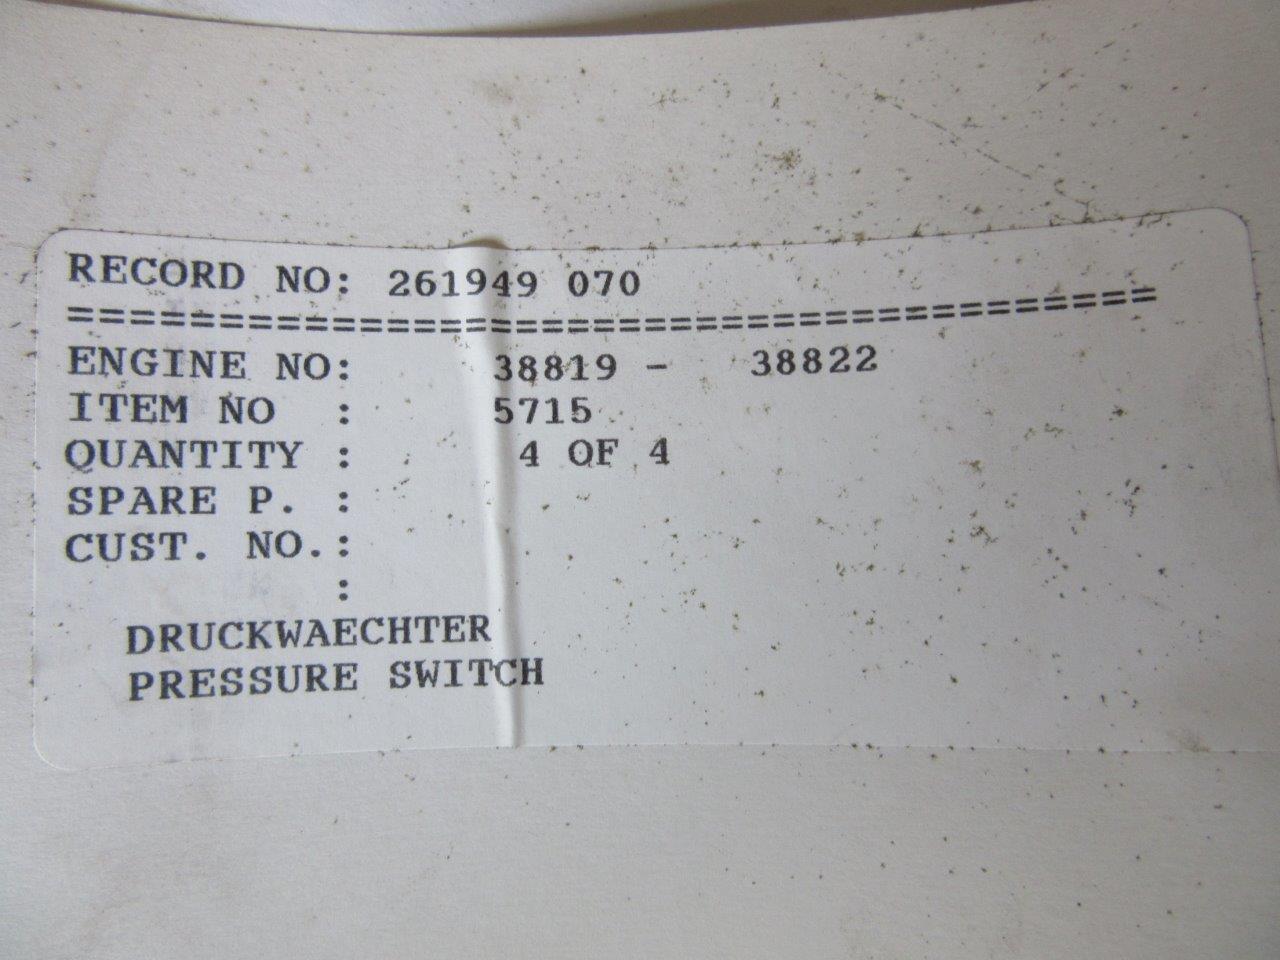 RECORD NO: 261949 070
==========================================
ENGINE NO: 38819 - 38822
ITEM NO : 5715
QUANTITY : 4 OF 4
SPARE P. :
CUST. NO.:
:
DRUCKWAECHTER
PRESSURE SWITCH